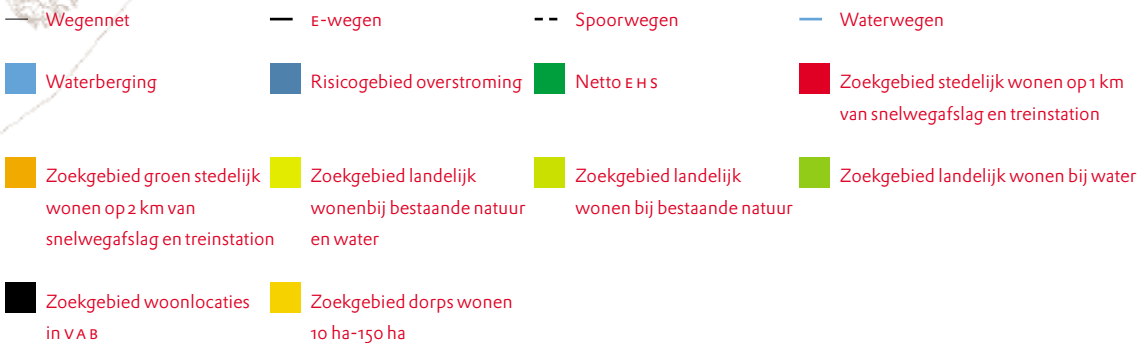 Wegennet
E-wegen
Spoorwegen
Waterwegen
Waterberging
Risicogebied overstroming
Netto EHS
Zoekgebied stedelijk wonen op 1 km
van snelwegafslag en treinstation
Zoekgebied groen stedelijk
wonen op 2 km van
snelwegafslag en treinstation
Zoekgebied landelijk
wonenbij bestaande natuur
en water
Zoekgebied landelijk
wonen bij bestaande natuur
Zoekgebied landelijk wonen bij water
Zoekgebied woonlocaties
in VAB
Zoekgebied dorps wonen
10 ha-150 ha